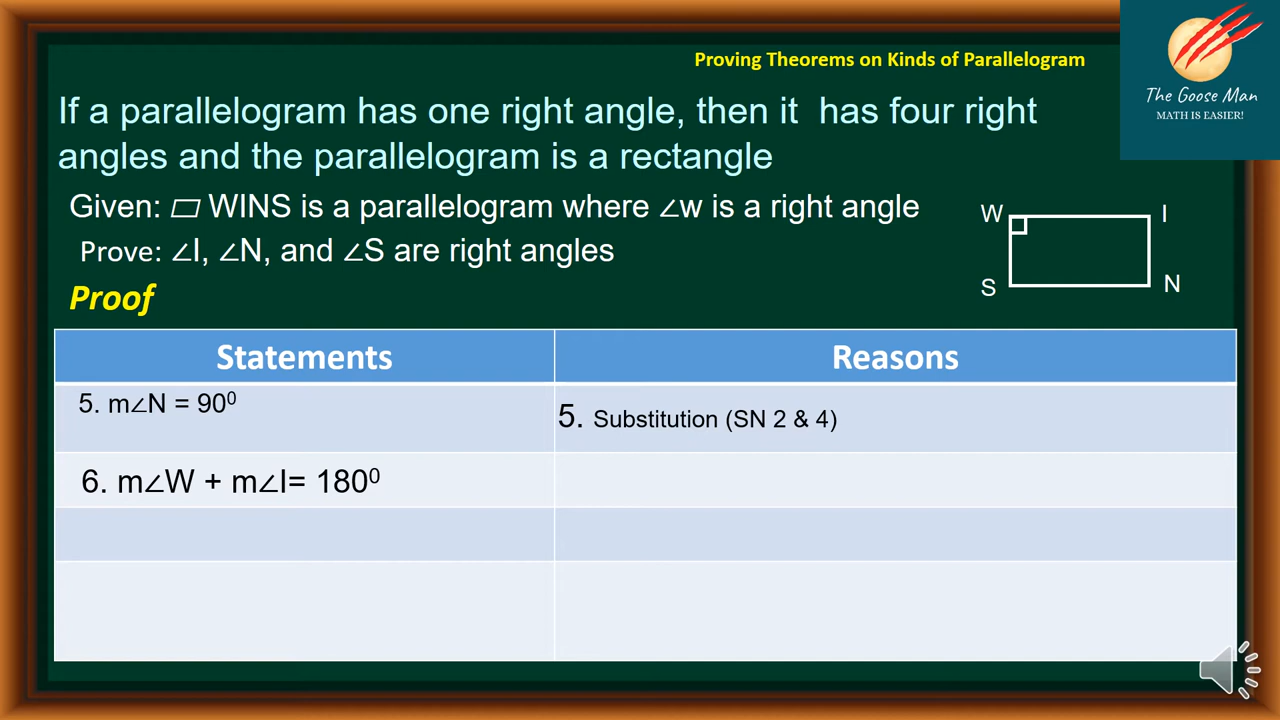 Proving Theorems on Kinds of Parallelogram
The Goose Man
MATH IS EASIER!
If a parallelogram has one right angle, then it has four right
angles and the parallelogram is a rectangle
Given: ▱ WINS is a parallelogram where ∠w is a right angle
Prove: ∠I, ∠N, and ∠S are right angles
W I
S N
Proof
Statements Reasons
5. m∠N = 90⁰ 5. Substitution (SN 2 & 4)
6. m∠W + m∠I= 180⁰